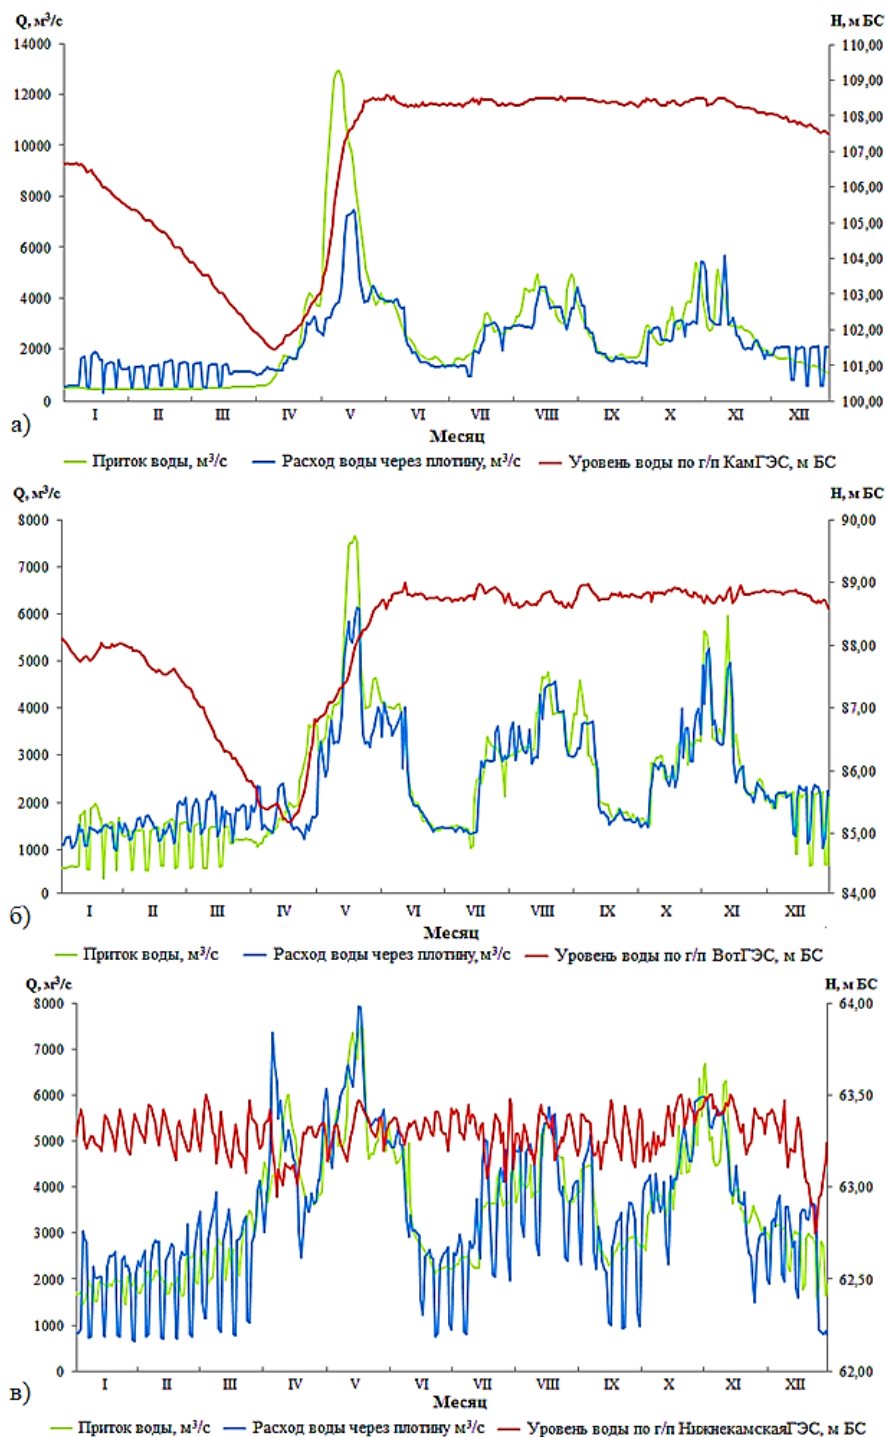 Q, м³/с H, м БС
14000 110,00
12000 109,00
10000 108,00
8000 107,00
6000 106,00
4000 105,00
2000 104,00
0 103,00
102,00
101,00
100,00
I II III IV V VI VII VIII IX X XI XII
Месяц
а)
Приток воды, м³/с Расход воды через плотину, м³/с Уровень воды по г/п КамГЭС, м БС
Q, м³/с H, м БС
8000 90,00
7000 89,00
6000 88,00
5000 87,00
4000 86,00
3000 85,00
2000 84,00
1000
0
I II III IV V VI VII VIII IX X XI XII
Месяц
б)
Приток воды, м³/с Расход воды через плотину, м³/с Уровень воды по г/п ВотГЭС, м БС
Q, м³/с H, м БС
8000 64,00
7000 63,50
6000 63,00
5000 62,50
4000 62,00
3000
2000
1000
0
I II III IV V VI VII VIII IX X XI XII
Месяц
в)
Приток воды, м³/с Расход воды через плотину м³/с Уровень воды по г/п НижнекамскаяГЭС, м БС